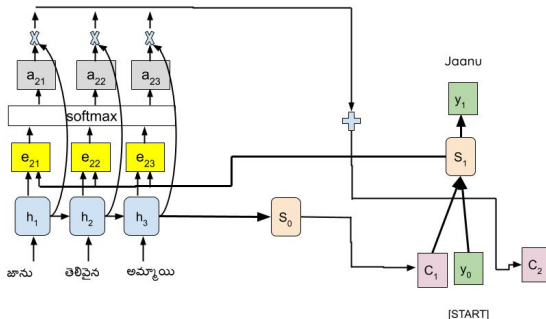 Jaanu
a21 a22 a23
y1
softmax
e21 e22 e23
S1
h1 h2 h3
S0
C1 y0 C2
జాను తెలివైన అమ్మాయి
[START]